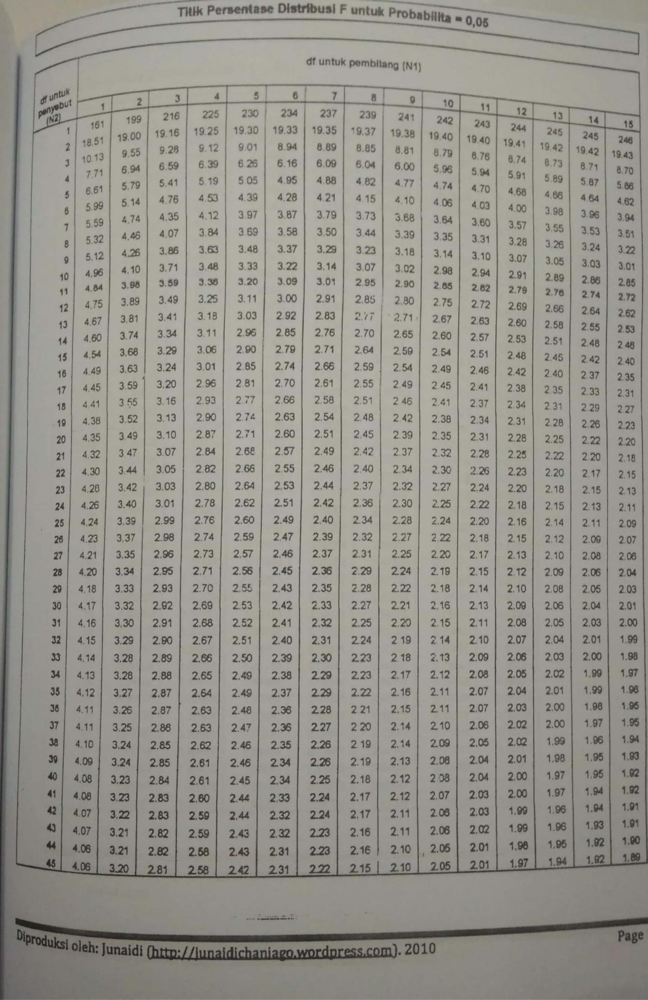 Titik Persentase Distribusi F untuk Probabilita = 0,05
df untuk penyebut (N2)
df untuk pembilang (N1)
1 2 3 4 5 6 7 8 9 10 11 12 13 14 15
1 161 199 216 225 230 234 237 239 241 242 243 244 245 245 246
2 18.51 19.00 19.16 19.25 19.30 19.33 19.35 19.37 19.38 19.40 19.40 19.41 19.42 19.42 19.43
3 10.13 9.55 9.28 9.12 9.01 8.94 8.89 8.85 8.81 8.79 8.76 8.74 8.73 8.71 8.70
4 7.71 6.94 6.59 6.39 6.26 6.16 6.09 6.04 6.00 5.96 5.94 5.91 5.89 5.87 5.86
5 6.61 5.79 5.41 5.19 5.05 4.95 4.88 4.82 4.77 4.74 4.70 4.68 4.66 4.64 4.62
6 5.99 5.14 4.76 4.53 4.39 4.28 4.21 4.15 4.10 4.06 4.03 4.00 3.98 3.96 3.94
7 5.59 4.74 4.35 4.12 3.97 3.87 3.79 3.73 3.68 3.64 3.60 3.57 3.55 3.53 3.51
8 5.32 4.46 4.07 3.84 3.69 3.58 3.50 3.44 3.39 3.35 3.31 3.28 3.26 3.24 3.22
9 5.12 4.26 3.86 3.63 3.48 3.37 3.29 3.23 3.18 3.14 3.10 3.07 3.05 3.03 3.01
10 4.96 4.10 3.71 3.48 3.33 3.22 3.14 3.07 3.02 2.98 2.94 2.91 2.89 2.86 2.85
11 4.84 3.98 3.59 3.36 3.20 3.09 3.01 2.95 2.90 2.85 2.82 2.79 2.76 2.74 2.72
12 4.75 3.89 3.49 3.26 3.11 3.00 2.91 2.85 2.80 2.75 2.72 2.69 2.66 2.64 2.62
13 4.67 3.81 3.41 3.18 3.03 2.92 2.83 2.77 2.71 2.67 2.63 2.60 2.58 2.55 2.53
14 4.60 3.74 3.34 3.11 2.96 2.85 2.76 2.70 2.65 2.60 2.57 2.53 2.51 2.48 2.46
15 4.54 3.68 3.29 3.06 2.90 2.79 2.71 2.64 2.59 2.54 2.51 2.48 2.45 2.42 2.40
16 4.49 3.63 3.24 3.01 2.85 2.74 2.66 2.59 2.54 2.49 2.46 2.42 2.40 2.37 2.35
17 4.45 3.59 3.20 2.96 2.81 2.70 2.61 2.55 2.49 2.45 2.41 2.38 2.35 2.33 2.31
18 4.41 3.55 3.16 2.93 2.77 2.66 2.58 2.51 2.46 2.41 2.37 2.34 2.31 2.29 2.27
19 4.38 3.52 3.13 2.90 2.74 2.63 2.54 2.48 2.42 2.38 2.34 2.31 2.28 2.26 2.23
20 4.35 3.49 3.10 2.87 2.71 2.60 2.51 2.45 2.39 2.35 2.31 2.28 2.25 2.22 2.20
21 4.32 3.47 3.07 2.84 2.68 2.57 2.49 2.42 2.37 2.32 2.28 2.25 2.22 2.20 2.18
22 4.30 3.44 3.05 2.82 2.66 2.55 2.46 2.40 2.34 2.30 2.26 2.23 2.20 2.17 2.15
23 4.28 3.42 3.03 2.80 2.64 2.53 2.44 2.37 2.32 2.27 2.24 2.20 2.18 2.15 2.13
24 4.26 3.40 3.01 2.78 2.62 2.51 2.42 2.36 2.30 2.25 2.22 2.18 2.15 2.13 2.11
25 4.24 3.39 2.99 2.76 2.60 2.49 2.40 2.34 2.28 2.24 2.20 2.16 2.14 2.11 2.09
26 4.23 3.37 2.98 2.74 2.59 2.47 2.39 2.32 2.27 2.22 2.18 2.15 2.12 2.09 2.07
27 4.21 3.35 2.96 2.73 2.57 2.46 2.37 2.31 2.25 2.20 2.17 2.13 2.10 2.08 2.06
28 4.20 3.34 2.95 2.71 2.56 2.45 2.36 2.29 2.24 2.19 2.15 2.12 2.09 2.06 2.04
29 4.18 3.33 2.93 2.70 2.55 2.43 2.35 2.28 2.22 2.18 2.14 2.10 2.08 2.05 2.03
30 4.17 3.32 2.92 2.69 2.53 2.42 2.33 2.27 2.21 2.16 2.13 2.09 2.06 2.04 2.01
31 4.16 3.30 2.91 2.68 2.52 2.41 2.32 2.25 2.20 2.15 2.11 2.08 2.05 2.03 2.00
32 4.15 3.29 2.90 2.67 2.51 2.40 2.31 2.24 2.19 2.14 2.10 2.07 2.04 2.01 1.99
33 4.14 3.28 2.89 2.66 2.50 2.39 2.30 2.23 2.18 2.13 2.09 2.06 2.03 2.00 1.98
34 4.13 3.28 2.88 2.65 2.49 2.38 2.29 2.23 2.17 2.12 2.08 2.05 2.02 1.99 1.97
35 4.12 3.27 2.87 2.64 2.49 2.37 2.29 2.22 2.16 2.11 2.07 2.04 2.01 1.99 1.96
36 4.11 3.26 2.87 2.63 2.48 2.36 2.28 2.21 2.15 2.11 2.07 2.03 2.00 1.98 1.95
37 4.11 3.25 2.86 2.63 2.47 2.36 2.27 2.20 2.14 2.10 2.06 2.02 2.00 1.97 1.95
38 4.10 3.24 2.85 2.62 2.46 2.35 2.26 2.19 2.14 2.09 2.05 2.02 1.99 1.96 1.94
39 4.09 3.24 2.85 2.61 2.46 2.34 2.26 2.19 2.13 2.08 2.04 2.01 1.98 1.95 1.93
40 4.08 3.23 2.84 2.61 2.45 2.34 2.25 2.18 2.12 2.08 2.04 2.00 1.97 1.95 1.92
41 4.08 3.23 2.83 2.60 2.44 2.33 2.24 2.17 2.12 2.07 2.03 2.00 1.97 1.94 1.92
42 4.07 3.22 2.83 2.59 2.44 2.32 2.24 2.17 2.11 2.06 2.03 1.99 1.96 1.94 1.91
43 4.07 3.21 2.82 2.59 2.43 2.32 2.23 2.16 2.11 2.06 2.02 1.99 1.96 1.93 1.91
44 4.06 3.21 2.82 2.58 2.43 2.31 2.23 2.16 2.10 2.05 2.01 1.98 1.95 1.92 1.90
45 4.06 3.20 2.81 2.58 2.42 2.31 2.22 2.15 2.10 2.05 2.01 1.97 1.94 1.92 1.89
Diproduksi oleh: Junaidi (http://junaidichaniago.wordpress.com). 2010
Page